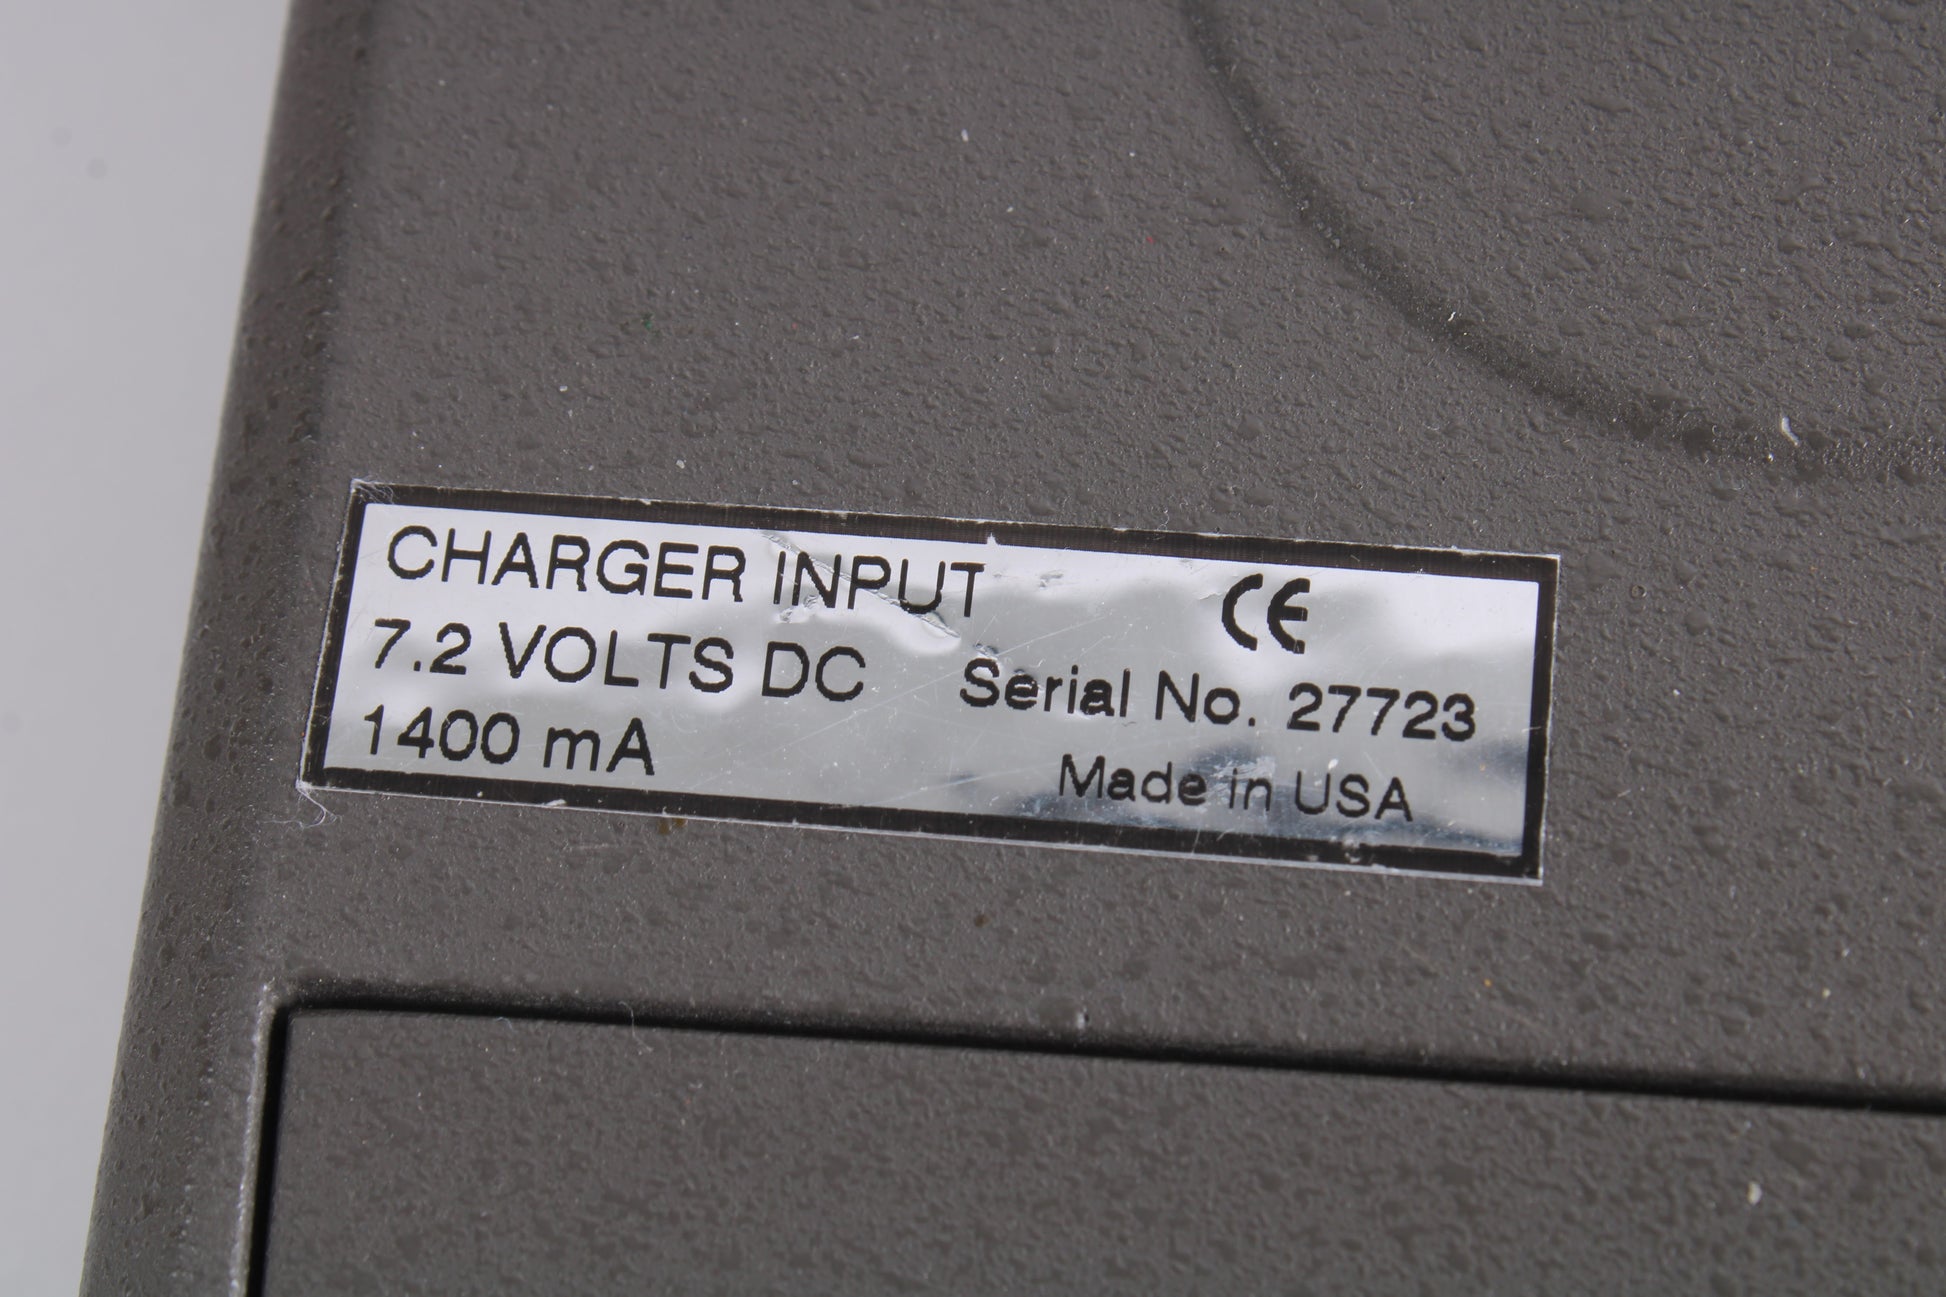 CHARGER INPUT CE
7.2 VOLTS DC Serial No. 27723
1400 mA Made in USA